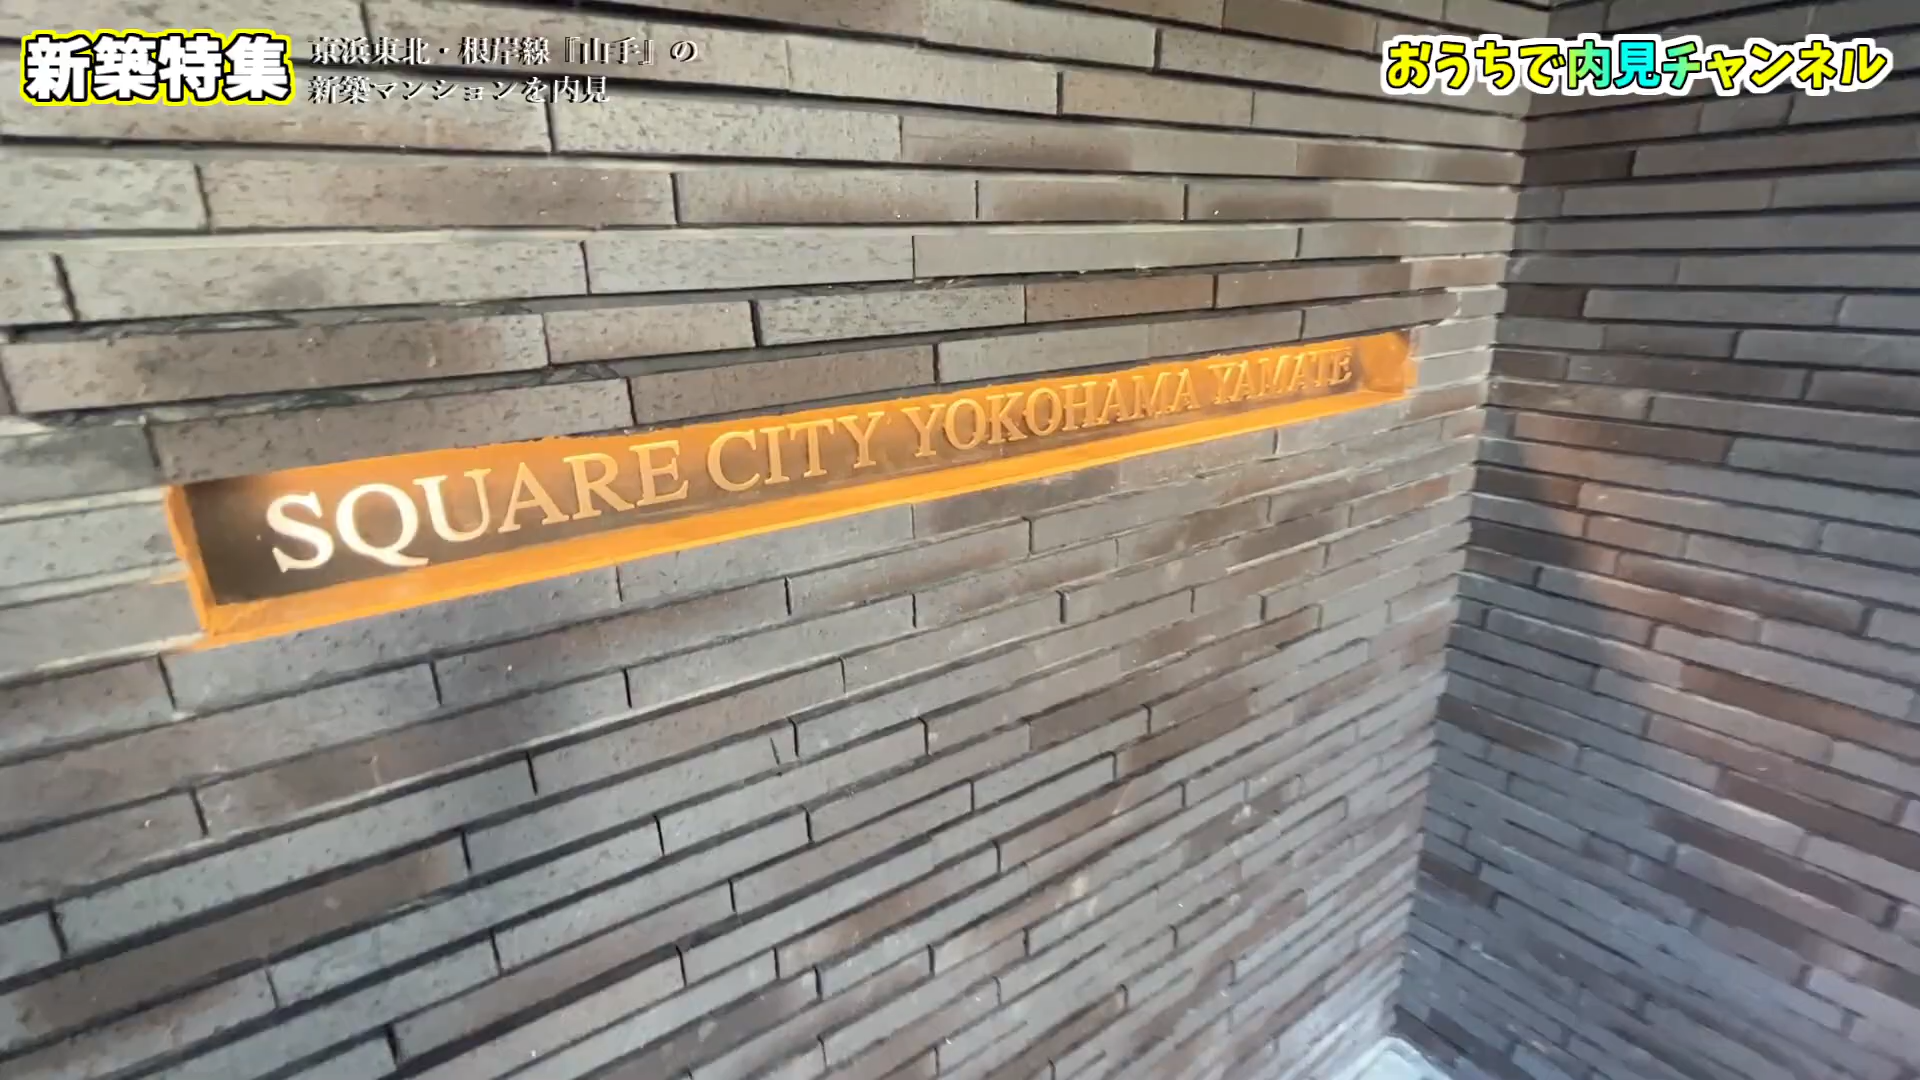 新築特集
京浜東北・根岸線『山手』の
新築マンションを内見
おうちで内見チャンネル
SQUARE CITY YOKOHAMA YAMATE